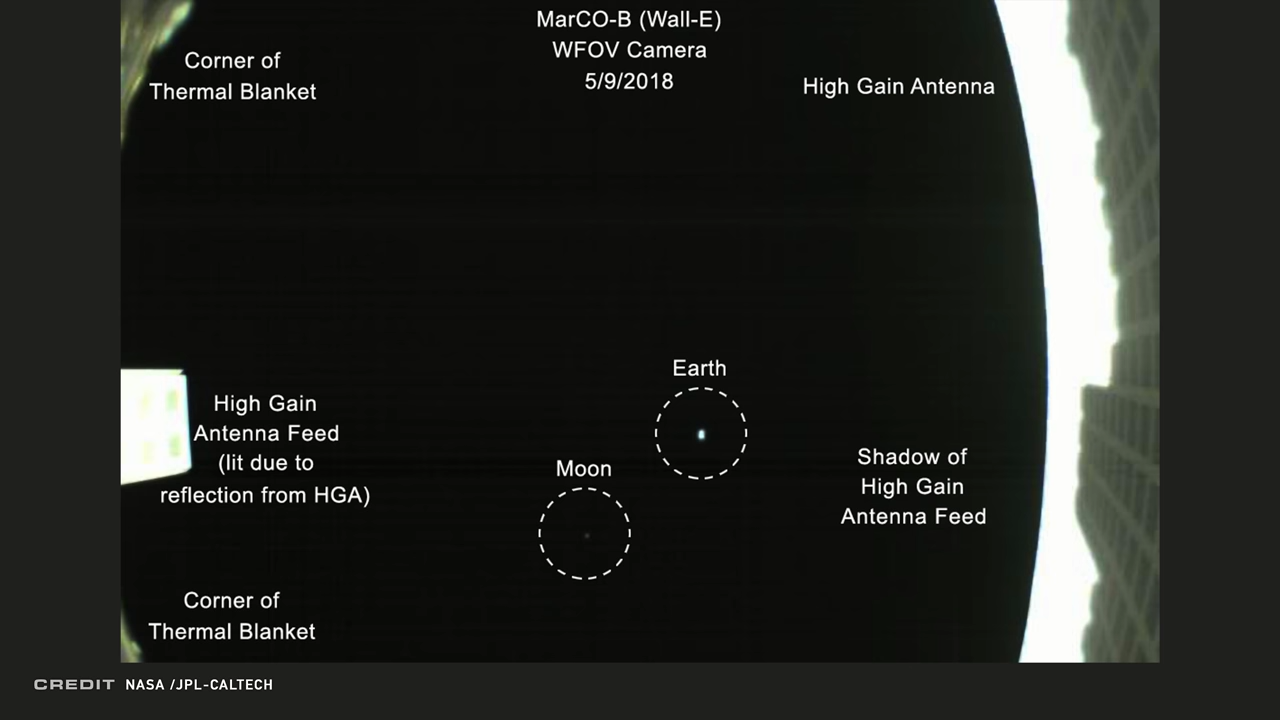 MarCO-B (Wall-E)
WFOV Camera
5/9/2018
Corner of
Thermal Blanket
High Gain Antenna
Earth
High Gain
Antenna Feed
(lit due to
reflection from HGA)
Moon
Shadow of
High Gain
Antenna Feed
Corner of
Thermal Blanket
CREDIT NASA /JPL-CALTECH